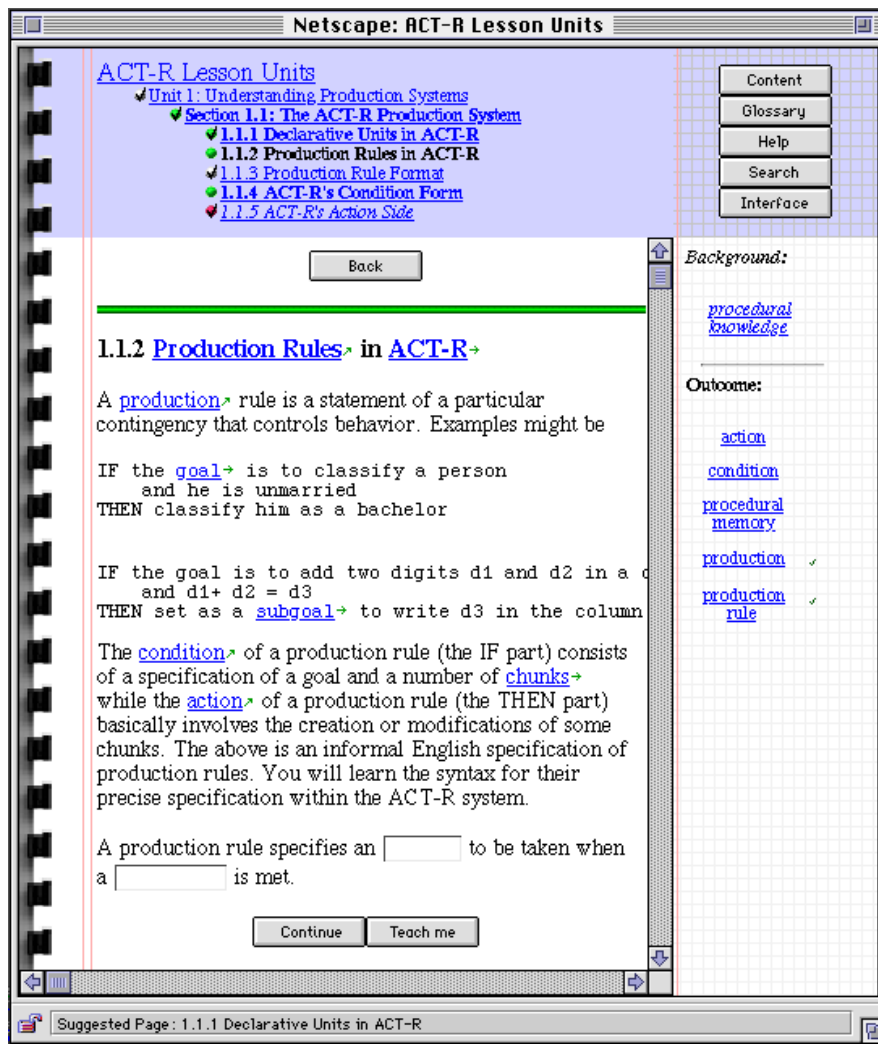 Netscape: ACT-R Lesson Units
ACT-R Lesson Units
Unit 1: Understanding Production Systems
Section 1.1: The ACT-R Production System
1.1.1 Declarative Units in ACT-R
1.1.2 Production Rules in ACT-R
1.1.3 Production Rule Format
1.1.4 ACT-R's Condition Form
1.1.5 ACT-R's Action Side
Content
Glossary
Help
Search
Interface
Back
1.1.2 Production Rules in ACT-R
A production rule is a statement of a particular
contingency that controls behavior. Examples might be
IF the goal is to classify a person
and he is unmarried
THEN classify him as a bachelor
IF the goal is to add two digits d1 and d2 in a
and d1+ d2 = d3
THEN set as a subgoal to write d3 in the column
The condition of a production rule (the IF part) consists
of a specification of a goal and a number of chunks
while the action of a production rule (the THEN part)
basically involves the creation or modifications of some
chunks. The above is an informal English specification of
production rules. You will learn the syntax for their
precise specification within the ACT-R system.
A production rule specifies an to be taken when
a is met.
Continue
Teach me
Background:
procedural
knowledge
Outcome:
action
condition
procedural
memory
production
production
rule
Suggested Page: 1.1.1 Declarative Units in ACT-R